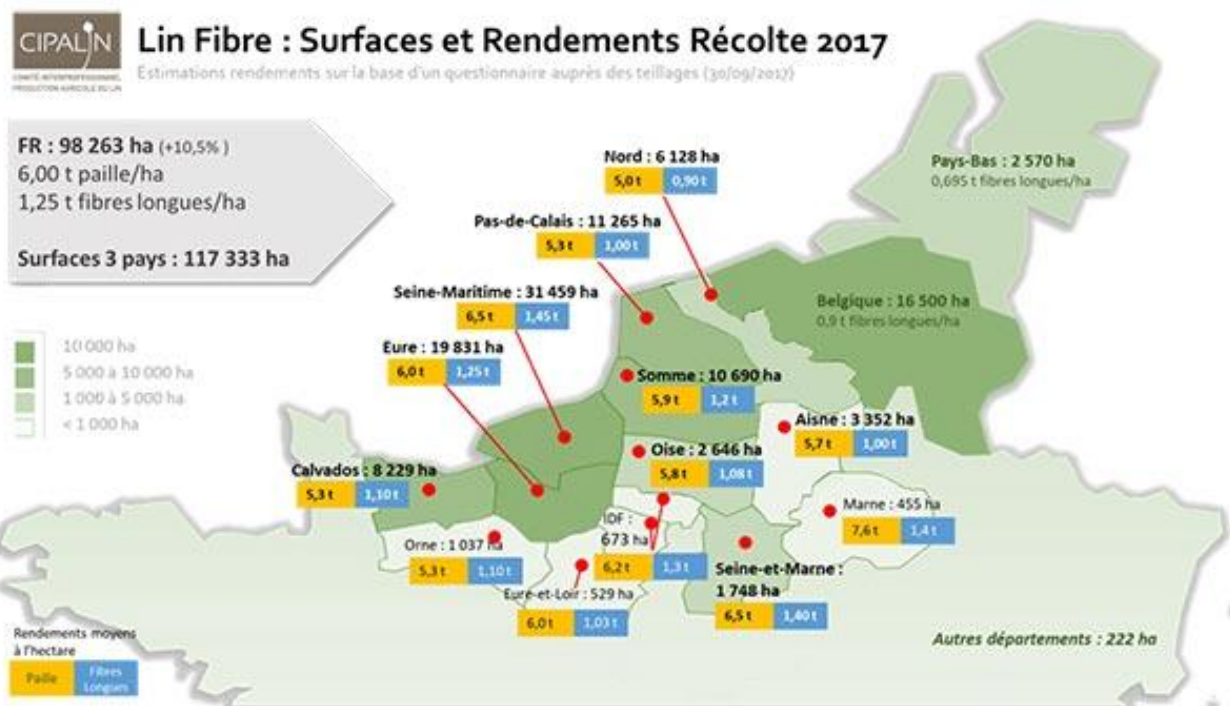 CIPALIN
COMITÉ INTERPROFESSIONNEL
PRODUCTION AGRICOLE DU LIN
Lin Fibre : Surfaces et Rendements Récolte 2017
Estimations rendements sur la base d'un questionnaire auprès des teillages (30/09/2017)
FR : 98 263 ha (+10,5% )
6,00 t paille/ha
1,25 t fibres longues/ha
Surfaces 3 pays : 117 333 ha
Nord : 6 128 ha
5,0 t 0,90 t
Pays-Bas : 2 570 ha
0,695 t fibres longues/ha
Pas-de-Calais : 11 265 ha
5,3 t 1,00 t
Seine-Maritime : 31 459 ha
6,5 t 1,45 t
Belgique : 16 500 ha
0,9 t fibres longues/ha
Eure : 19 831 ha
6,0 t 1,25 t
10 000 ha
5 000 à 10 000 ha
1 000 à 5 000 ha
< 1 000 ha
Somme : 10 690 ha
5,9 t 1,2 t
Aisne : 3 352 ha
5,7 t 1,00 t
Oise : 2 646 ha
5,8 t 1,08 t
Calvados : 8 229 ha
5,3 t 1,10 t
Marne : 455 ha
7,6 t 1,4 t
IDF :
673 ha
6,2 t 1,3 t
Orne : 1 037 ha
5,3 t 1,10 t
Seine-et-Marne :
1 748 ha
6,5 t 1,40 t
Eure-et-Loir : 529 ha
6,0 t 1,03 t
Autres départements : 222 ha
Rendements moyens
à l'hectare
Paille
Fibres
Longues